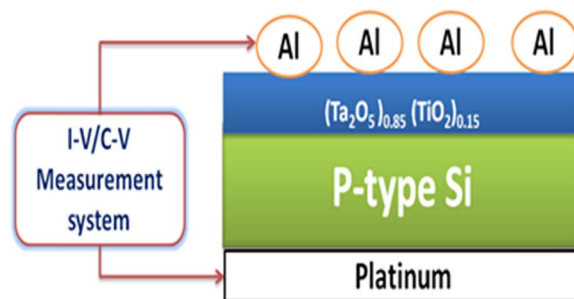 Al Al Al Al
(Ta₂O₅)₀.₈₅ (TiO₂)₀.₁₅
I-V/C-V
Measurement
system
P-type Si
Platinum